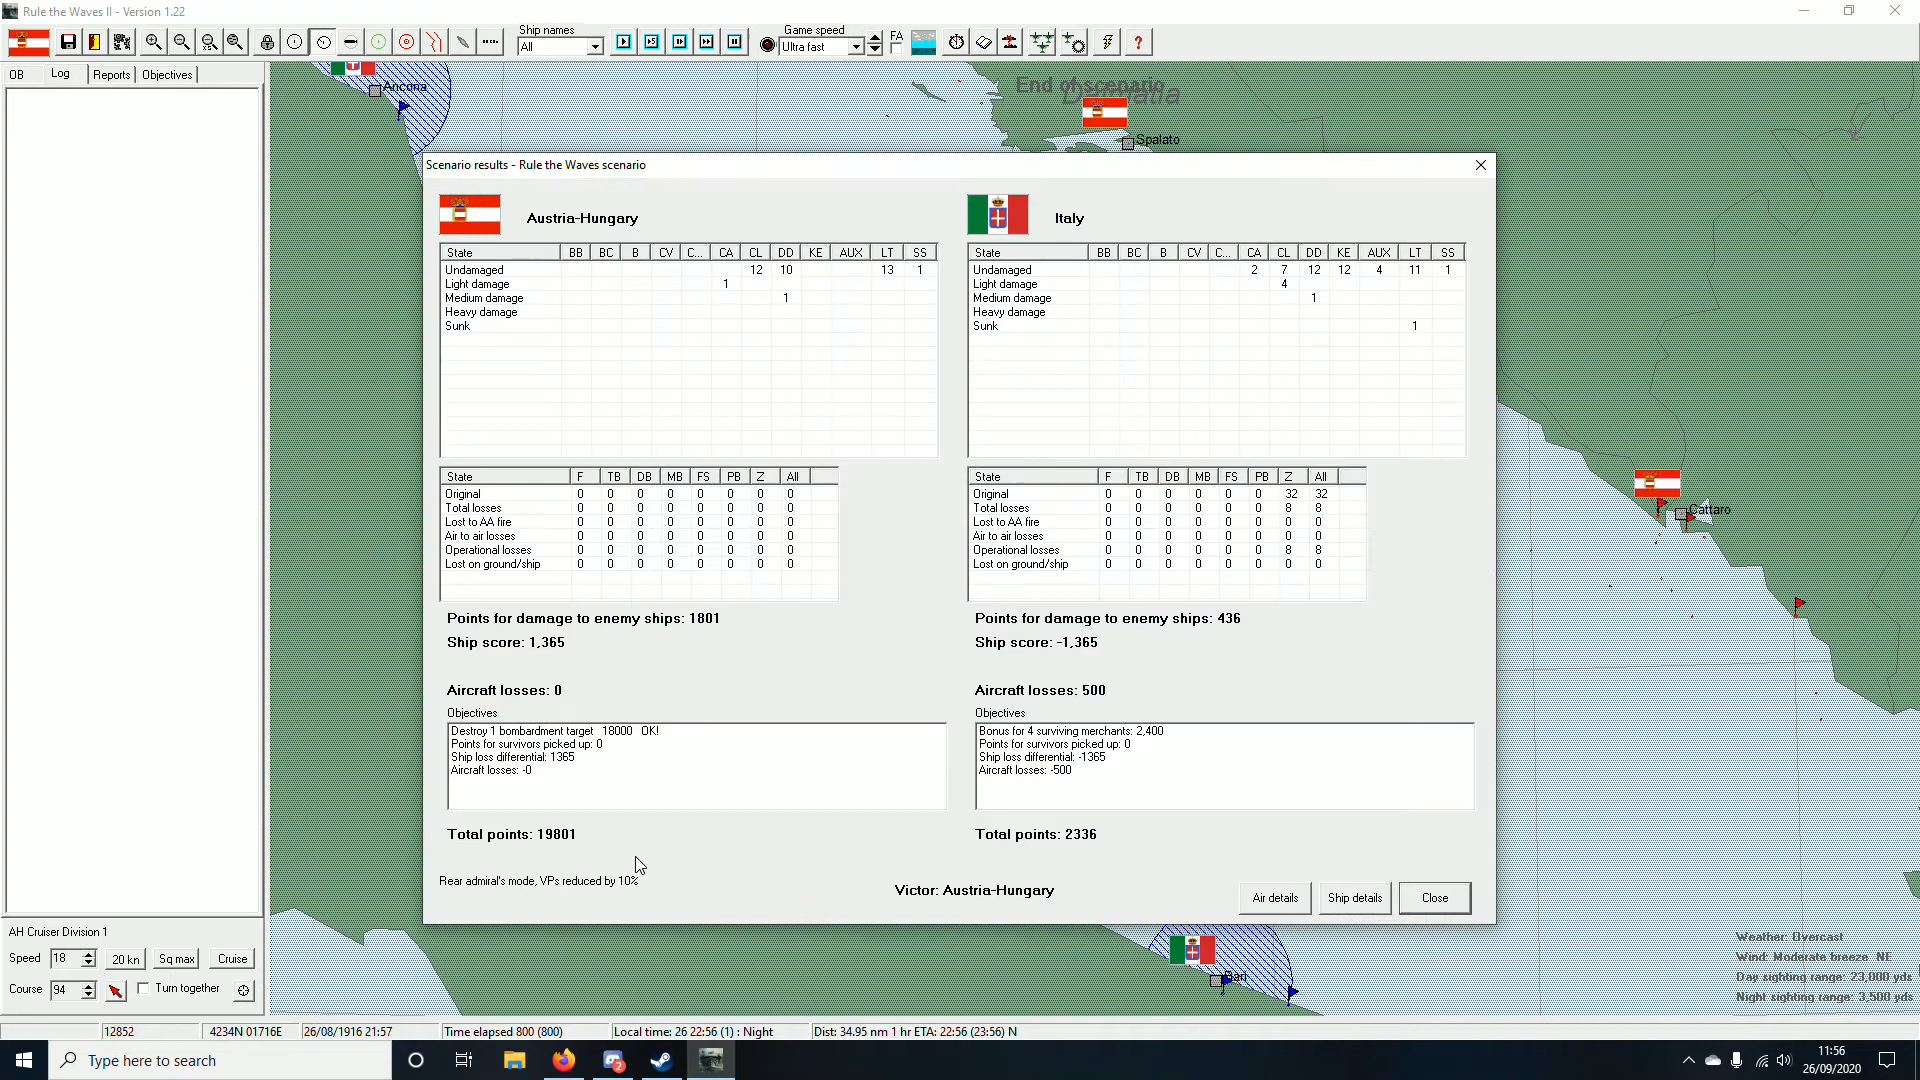 Rule the Waves II - Version 1.22
Ship names
All
Game speed
Ultra fast
FA
OB Log Reports Objectives
Ancona
End of scenario
Dalmatia
Spalato
Cattaro
Bari
Scenario results - Rule the Waves scenario
Austria-Hungary
State BB BC B CV C... CA CL DD KE AUX LT SS
Undamaged 12 10 13 1
Light damage 1
Medium damage 1
Heavy damage
Sunk
State F TB DB MB FS PB Z All
Original 0 0 0 0 0 0 0 0
Total losses 0 0 0 0 0 0 0 0
Lost to AA fire 0 0 0 0 0 0 0 0
Air to air losses 0 0 0 0 0 0 0 0
Operational losses 0 0 0 0 0 0 0 0
Lost on ground/ship 0 0 0 0 0 0 0 0
Points for damage to enemy ships: 1801
Ship score: 1,365
Aircraft losses: 0
Objectives
Destroy 1 bombardment target 18000 OK!
Points for survivors picked up: 0
Ship loss differential: 1365
Aircraft losses: -0
Total points: 19801
Rear admiral's mode, VPs reduced by 10%
Italy
State BB BC B CV C... CA CL DD KE AUX LT SS
Undamaged 2 7 12 12 4 11 1
Light damage 4
Medium damage 1
Heavy damage
Sunk 1
State F TB DB MB FS PB Z All
Original 0 0 0 0 0 0 32 32
Total losses 0 0 0 0 0 0 8 8
Lost to AA fire 0 0 0 0 0 0 0 0
Air to air losses 0 0 0 0 0 0 0 0
Operational losses 0 0 0 0 0 0 8 8
Lost on ground/ship 0 0 0 0 0 0 0 0
Points for damage to enemy ships: 436
Ship score: -1,365
Aircraft losses: 500
Objectives
Bonus for 4 surviving merchants: 2,400
Points for survivors picked up: 0
Ship loss differential: -1365
Aircraft losses: -500
Total points: 2336
Victor: Austria-Hungary
Air details
Ship details
Close
AH Cruiser Division 1
Speed 18 20 kn Sq max Cruise
Course 94 Turn together
Weather: Overcast
Wind: Moderate breeze NE
Day sighting range: 23,000 yds
Night sighting range: 3,500 yds
12852 4234N 01716E 26/08/1916 21:57 Time elapsed 800 (800) Local time: 26 22:56 (1) : Night Dist: 34.95 nm 1 hr ETA: 22:56 (23:56) N
Type here to search
2
11:56
26/09/2020